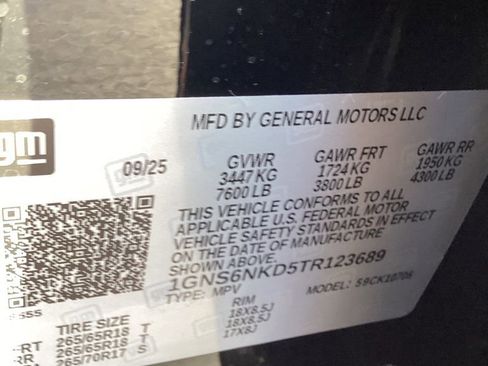 MFD BY GENERAL MOTORS LLC
gm
09/25 GVWR GAWR FRT GAWR RR
3447 KG 1724 KG 1950 KG
7600 LB 3800 LB 4300 LB
THIS VEHICLE CONFORMS TO ALL
APPLICABLE U.S. FEDERAL MOTOR
VEHICLE SAFETY STANDARDS IN EFFECT
ON THE DATE OF MANUFACTURE
SHOWN ABOVE.
1GNS6NKD5TR123689
TYPE: MPV MODEL: 59CK10706
TIRE SIZE RIM
RT 265/65R18 T 18X8.5J
RR 265/65R18 T 18X8.5J
265/70R17 S 17X8J